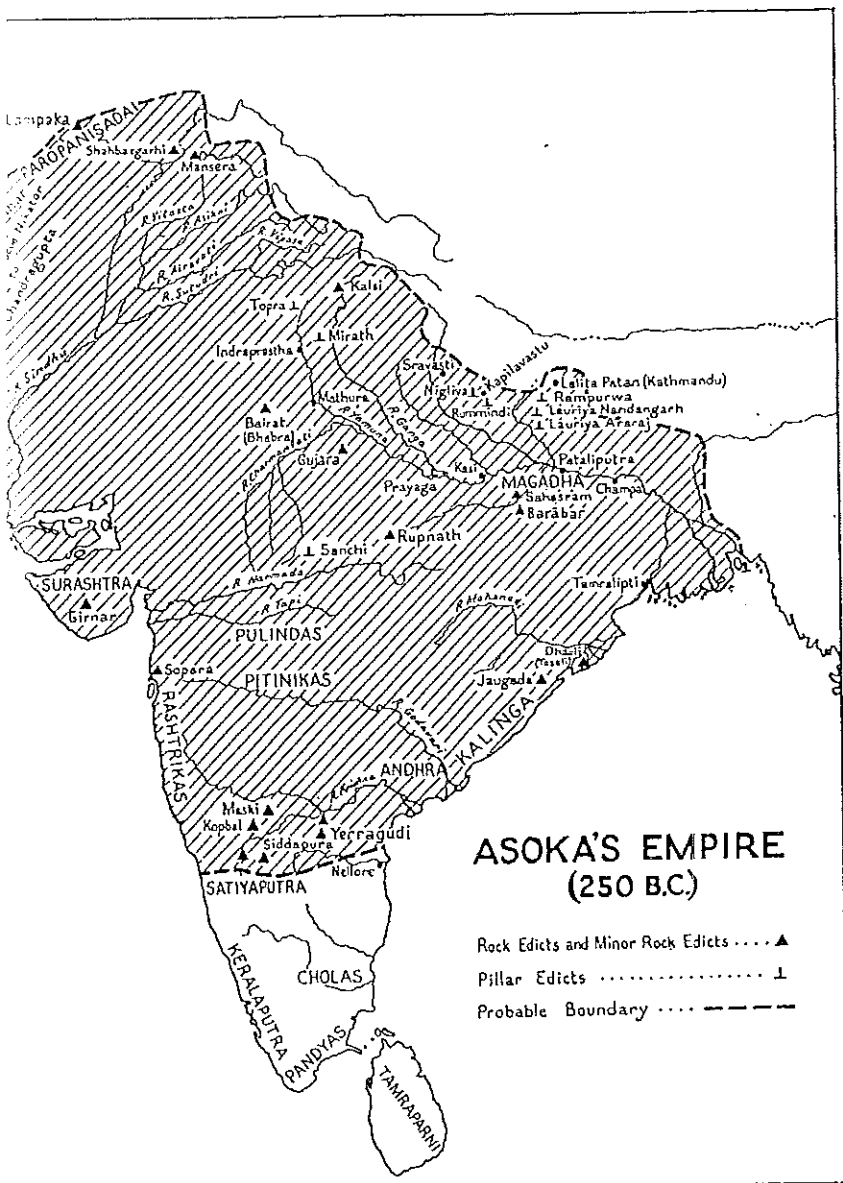 Lampaka
PAROPANISADAI
Shahbazgarhi
Mansera
Chandragupta
R. Vitasta
R. Asikni
R. Airavati
R. Vipasa
R. Sutudri
R. Sindhu
Kalsi
Topra
Mirath
Indraprastha
Sravasti
Kapilavastu
Nigliva
Rummindi
Lalita Patan (Kathmandu)
Rampurwa
Lauriya Nandangarh
Lauriya Araraj
Mathura
R. Yamuna
R. Ganga
Bairat
(Bhabra)
R. Charmanvati
Gujara
Prayaga
Kasi
MAGADHA
Pataliputra
Champa
Sahasram
Barābar
Rupnath
Sanchi
R. Narmada
R. Tapi
SURASHTRA
Girnar
Tamralipti
R. Mahanadi
PULINDAS
PITINIKAS
Dhauli
(Tosali)
Jaugada
Sopara
RASHTRIKAS
R. Godavari
KALINGA
ANDHRA
R. Krishna
Maski
Kopbal
Yerragudi
Siddapura
Nellore
SATIYAPUTRA
KERALAPUTRA
CHOLAS
PANDYAS
TAMRAPARNI
ASOKA'S EMPIRE
(250 B.C.)
Rock Edicts and Minor Rock Edicts .... ▲
Pillar Edicts ................ ⊥
Probable Boundary .... — — — —